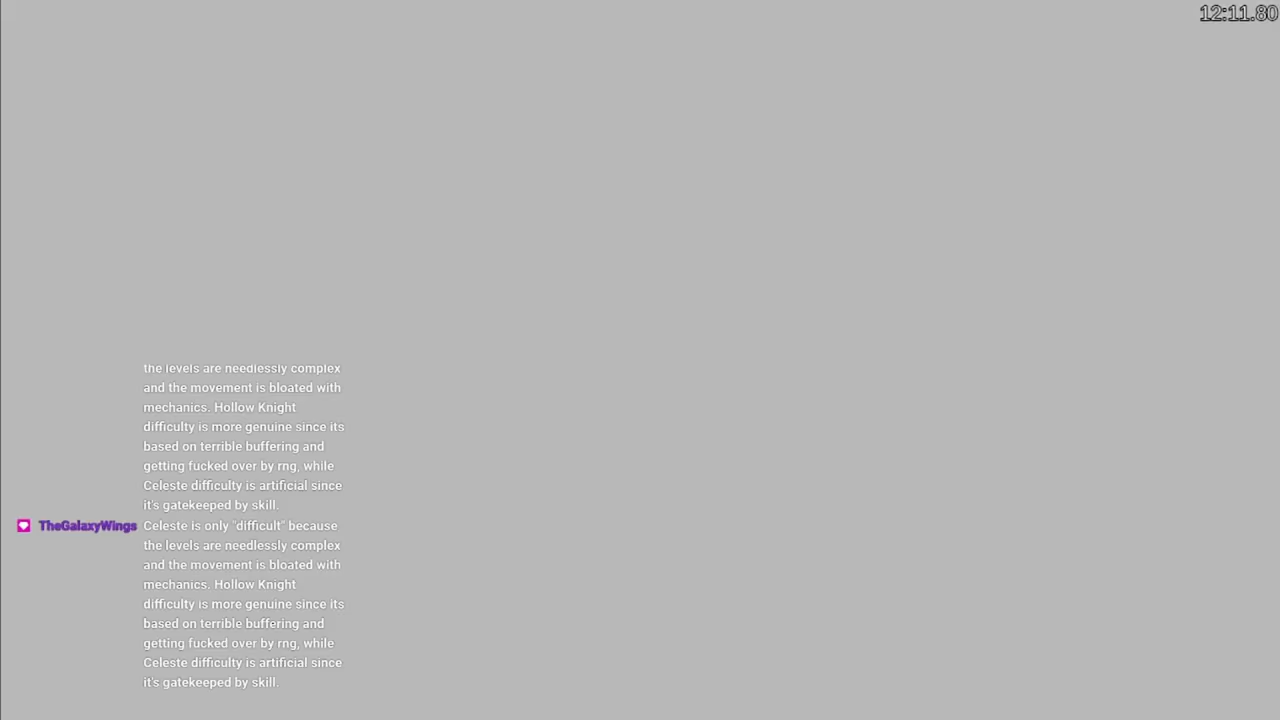 12:11.80
the levels are needlessly complex
and the movement is bloated with
mechanics. Hollow Knight
difficulty is more genuine since its
based on terrible buffering and
getting fucked over by rng, while
Celeste difficulty is artificial since
it's gatekeeped by skill.
TheGalaxyWings Celeste is only "difficult" because
the levels are needlessly complex
and the movement is bloated with
mechanics. Hollow Knight
difficulty is more genuine since its
based on terrible buffering and
getting fucked over by rng, while
Celeste difficulty is artificial since
it's gatekeeped by skill.